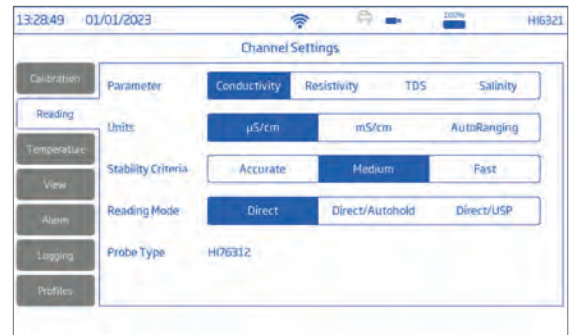 13:28:49 01/01/2023 100% HI6321
Channel Settings
Calibration
Reading
Temperature
View
Alarm
Logging
Profiles
Parameter Conductivity Resistivity TDS Salinity
Units µS/cm mS/cm AutoRanging
Stability Criteria Accurate Medium Fast
Reading Mode Direct Direct/Autohold Direct/USP
Probe Type HI76312